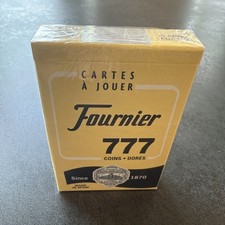 CARTES
À JOUER
Fournier
777
COINS • DORÉS
Since
1870